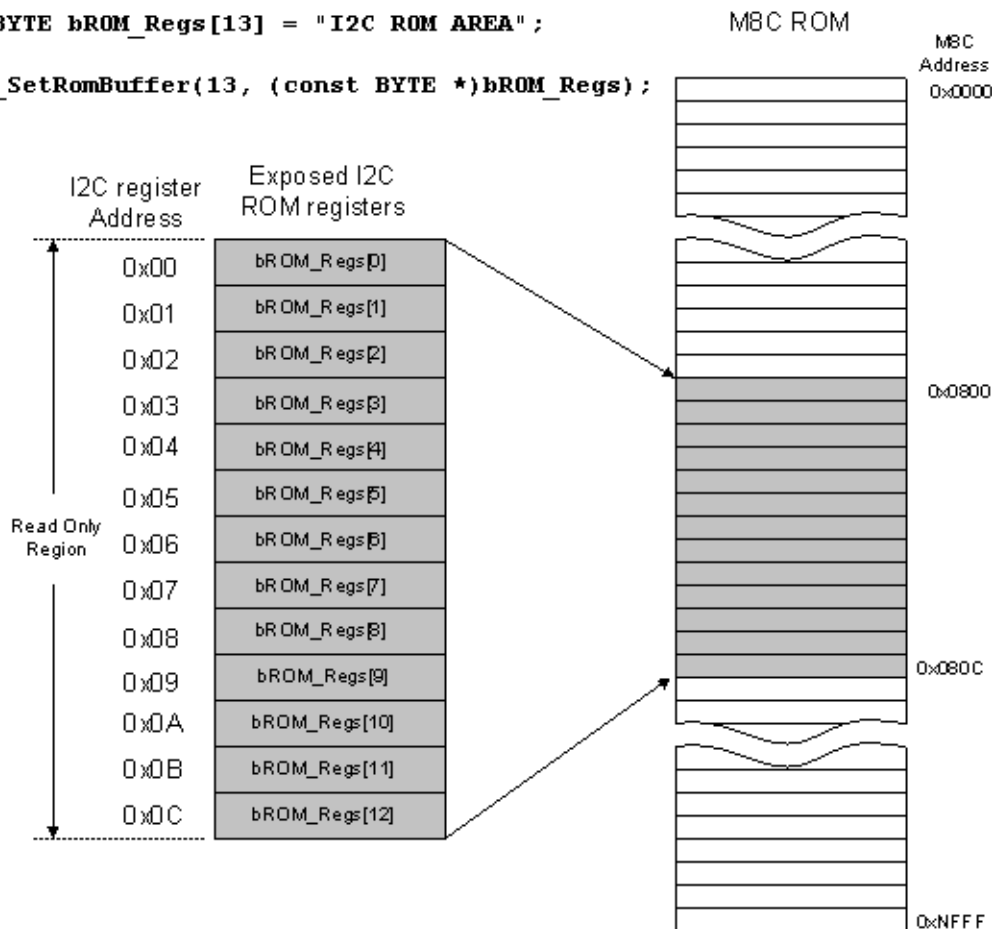 BYTE bROM_Regs[13] = "I2C ROM AREA";
_SetRomBuffer(13, (const BYTE *)bROM_Regs);
M8C ROM
M8C
Address
0x0000
I2C register
Address
Exposed I2C
ROM registers
0x00
bROM_Regs[0]
0x01
bROM_Regs[1]
0x02
bROM_Regs[2]
0x03
bROM_Regs[3]
0x04
bROM_Regs[4]
0x05
bROM_Regs[5]
0x06
bROM_Regs[6]
0x07
bROM_Regs[7]
0x08
bROM_Regs[8]
0x09
bROM_Regs[9]
0x0A
bROM_Regs[10]
0x0B
bROM_Regs[11]
0x0C
bROM_Regs[12]
Read Only
Region
0x0800
0x080C
0xNFFF